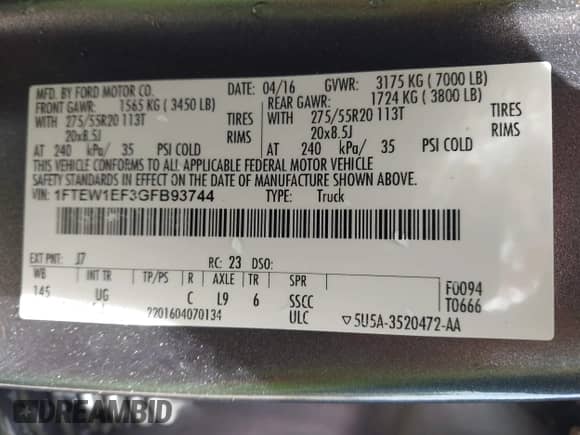 MFD. BY FORD MOTOR CO. DATE: 04/16 GVWR: 3175 KG ( 7000 LB)
FRONT GAWR: 1565 KG ( 3450 LB) REAR GAWR: 1724 KG ( 3800 LB)
WITH 275/55R20 113T TIRES WITH 275/55R20 113T TIRES
20x8.5J RIMS 20x8.5J RIMS
AT 240 kPa/ 35 PSI COLD AT 240 kPa/ 35 PSI COLD
THIS VEHICLE CONFORMS TO ALL APPLICABLE FEDERAL MOTOR VEHICLE
SAFETY STANDARDS IN EFFECT ON THE DATE OF MANUFACTURE SHOWN ABOVE.
VIN: 1FTEW1EF3GFB93744 TYPE: Truck
EXT PNT: J7 RC: 23 DSO:
WB INT TR TP/PS R AXLE TR SPR F0094
145 UG C L9 6 SSCC T0666
2201604070134 ULC ▽5U5A-3520472-AA
DREAMBID